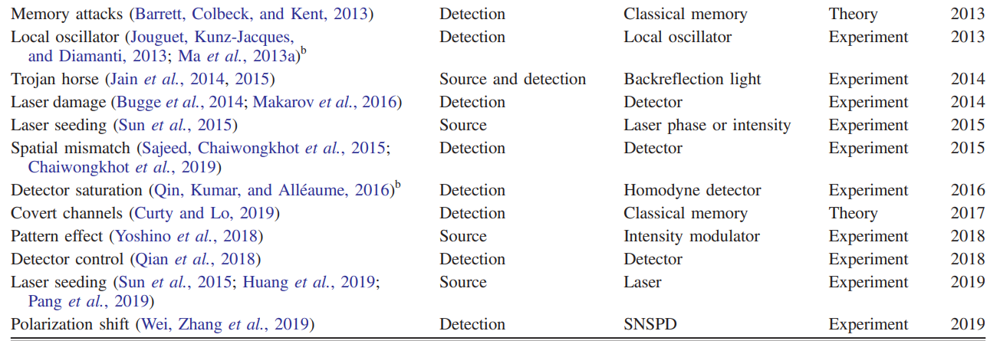 Memory attacks (Barrett, Colbeck, and Kent, 2013) Detection Classical memory Theory 2013
Local oscillator (Jouguet, Kunz-Jacques, Detection Local oscillator Experiment 2013
and Diamanti, 2013; Ma et al., 2013a)b
Trojan horse (Jain et al., 2014, 2015) Source and detection Backreflection light Experiment 2014
Laser damage (Bugge et al., 2014; Makarov et al., 2016) Detection Detector Experiment 2014
Laser seeding (Sun et al., 2015) Source Laser phase or intensity Experiment 2015
Spatial mismatch (Sajeed, Chaiwongkhot et al., 2015; Detection Detector Experiment 2015
Chaiwongkhot et al., 2019)
Detector saturation (Qin, Kumar, and Alléaume, 2016)b Detection Homodyne detector Experiment 2016
Covert channels (Curty and Lo, 2019) Detection Classical memory Theory 2017
Pattern effect (Yoshino et al., 2018) Source Intensity modulator Experiment 2018
Detector control (Qian et al., 2018) Detection Detector Experiment 2018
Laser seeding (Sun et al., 2015; Huang et al., 2019; Source Laser Experiment 2019
Pang et al., 2019)
Polarization shift (Wei, Zhang et al., 2019) Detection SNSPD Experiment 2019